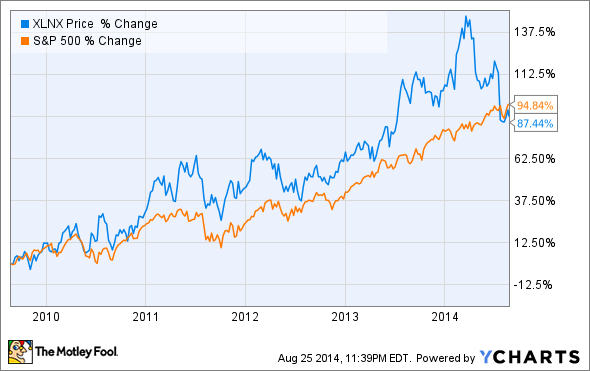 XLNX Price % Change
S&P 500 % Change
137.5%
112.5%
94.84%
87.44%
62.50%
37.50%
12.50%
-12.5%
2010 2011 2012 2013 2014
The Motley Fool.
Aug 25 2014, 11:39PM EDT. Powered by YCHARTS